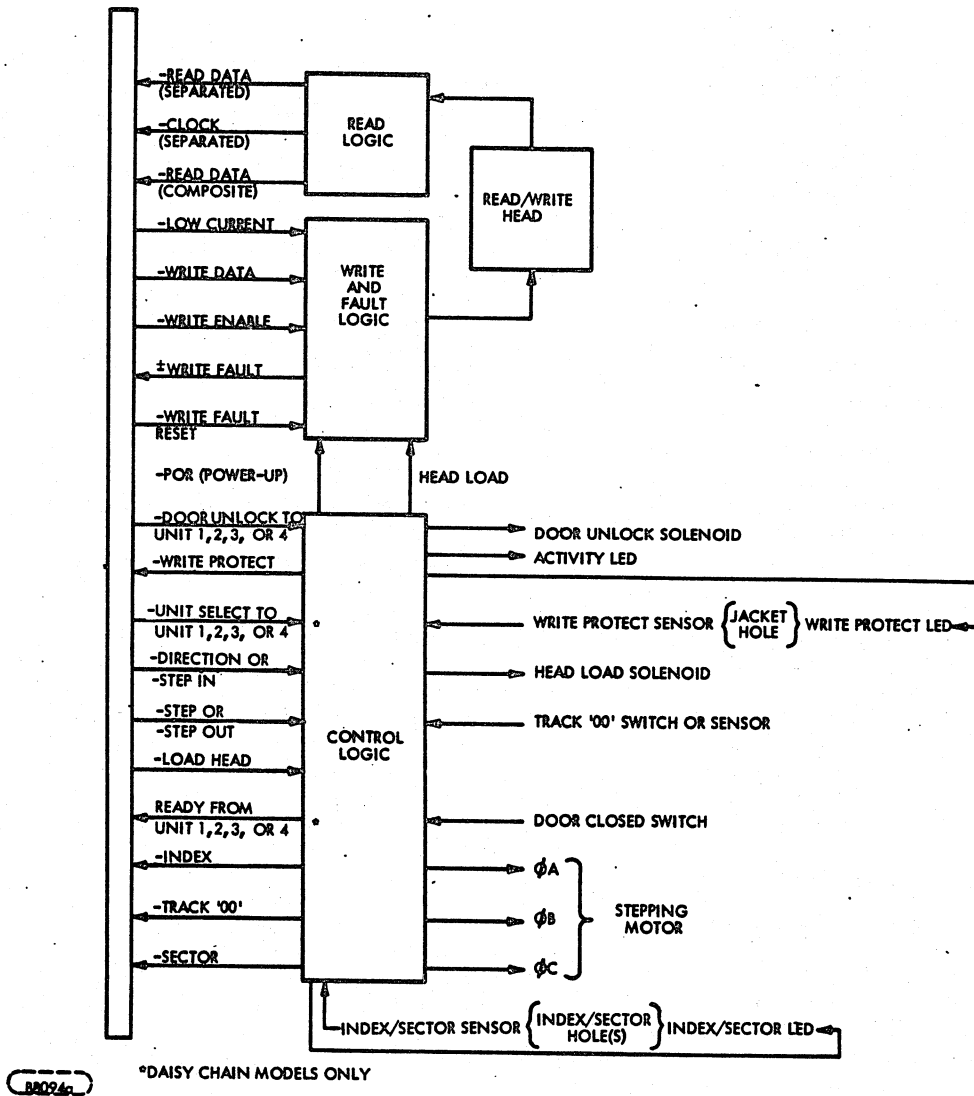 -READ DATA
(SEPARATED)
-CLOCK
(SEPARATED)
-READ DATA
(COMPOSITE)
READ
LOGIC
READ/WRITE
HEAD
-LOW CURRENT
-WRITE DATA
-WRITE ENABLE
±WRITE FAULT
-WRITE FAULT
RESET
WRITE
AND
FAULT
LOGIC
-POR (POWER-UP)
HEAD LOAD
-DOOR UNLOCK TO
UNIT 1,2,3, OR 4
-WRITE PROTECT
-UNIT SELECT TO
UNIT 1,2,3, OR 4
*
-DIRECTION OR
-STEP IN
-STEP OR
-STEP OUT
-LOAD HEAD
READY FROM
UNIT 1,2,3, OR 4
*
-INDEX
-TRACK '00'
-SECTOR
CONTROL
LOGIC
DOOR UNLOCK SOLENOID
ACTIVITY LED
WRITE PROTECT SENSOR {JACKET HOLE} WRITE PROTECT LED
HEAD LOAD SOLENOID
TRACK '00' SWITCH OR SENSOR
DOOR CLOSED SWITCH
ϕA
ϕB
ϕC
STEPPING
MOTOR
INDEX/SECTOR SENSOR {INDEX/SECTOR HOLE(S)} INDEX/SECTOR LED
*DAISY CHAIN MODELS ONLY
BB094a